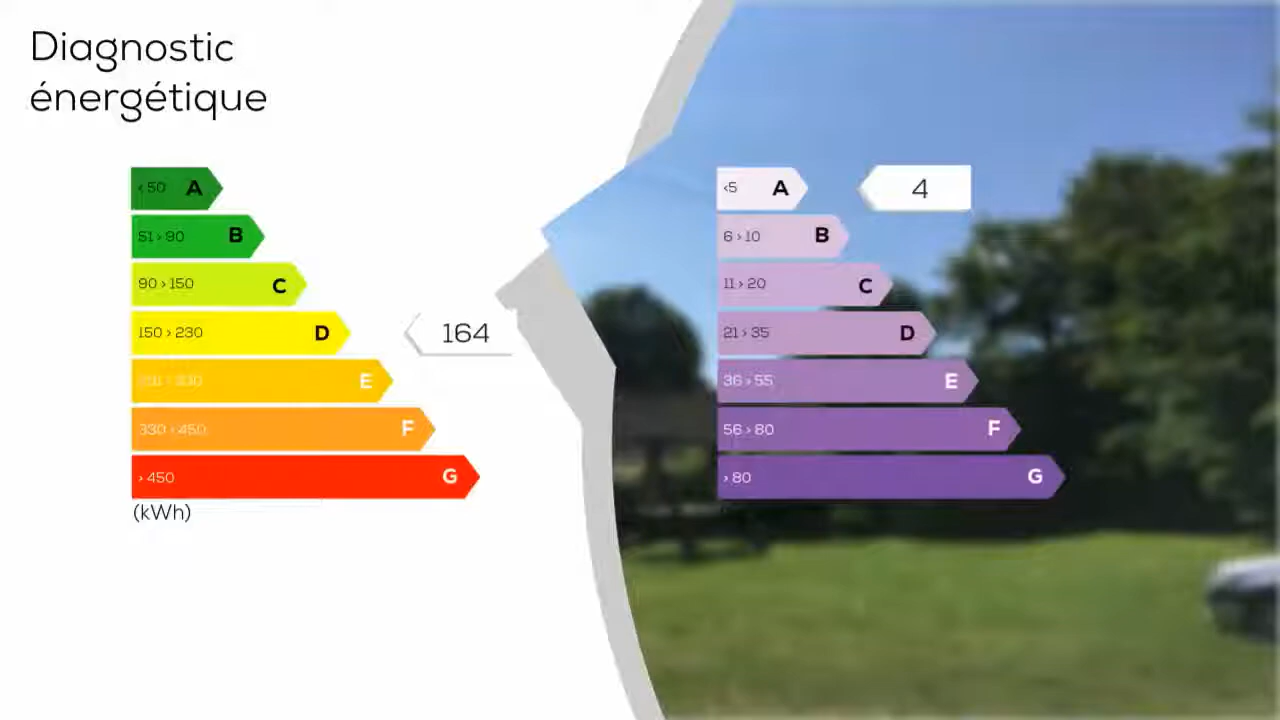 Diagnostic
énergétique
< 50 A
51 > 90 B
90 > 150 C
150 > 230 D
164
E
330 > 450 F
> 450 G
(kWh)
<5 A
4
6 > 10 B
11 > 20 C
21 > 35 D
36 > 55 E
56 > 80 F
> 80 G